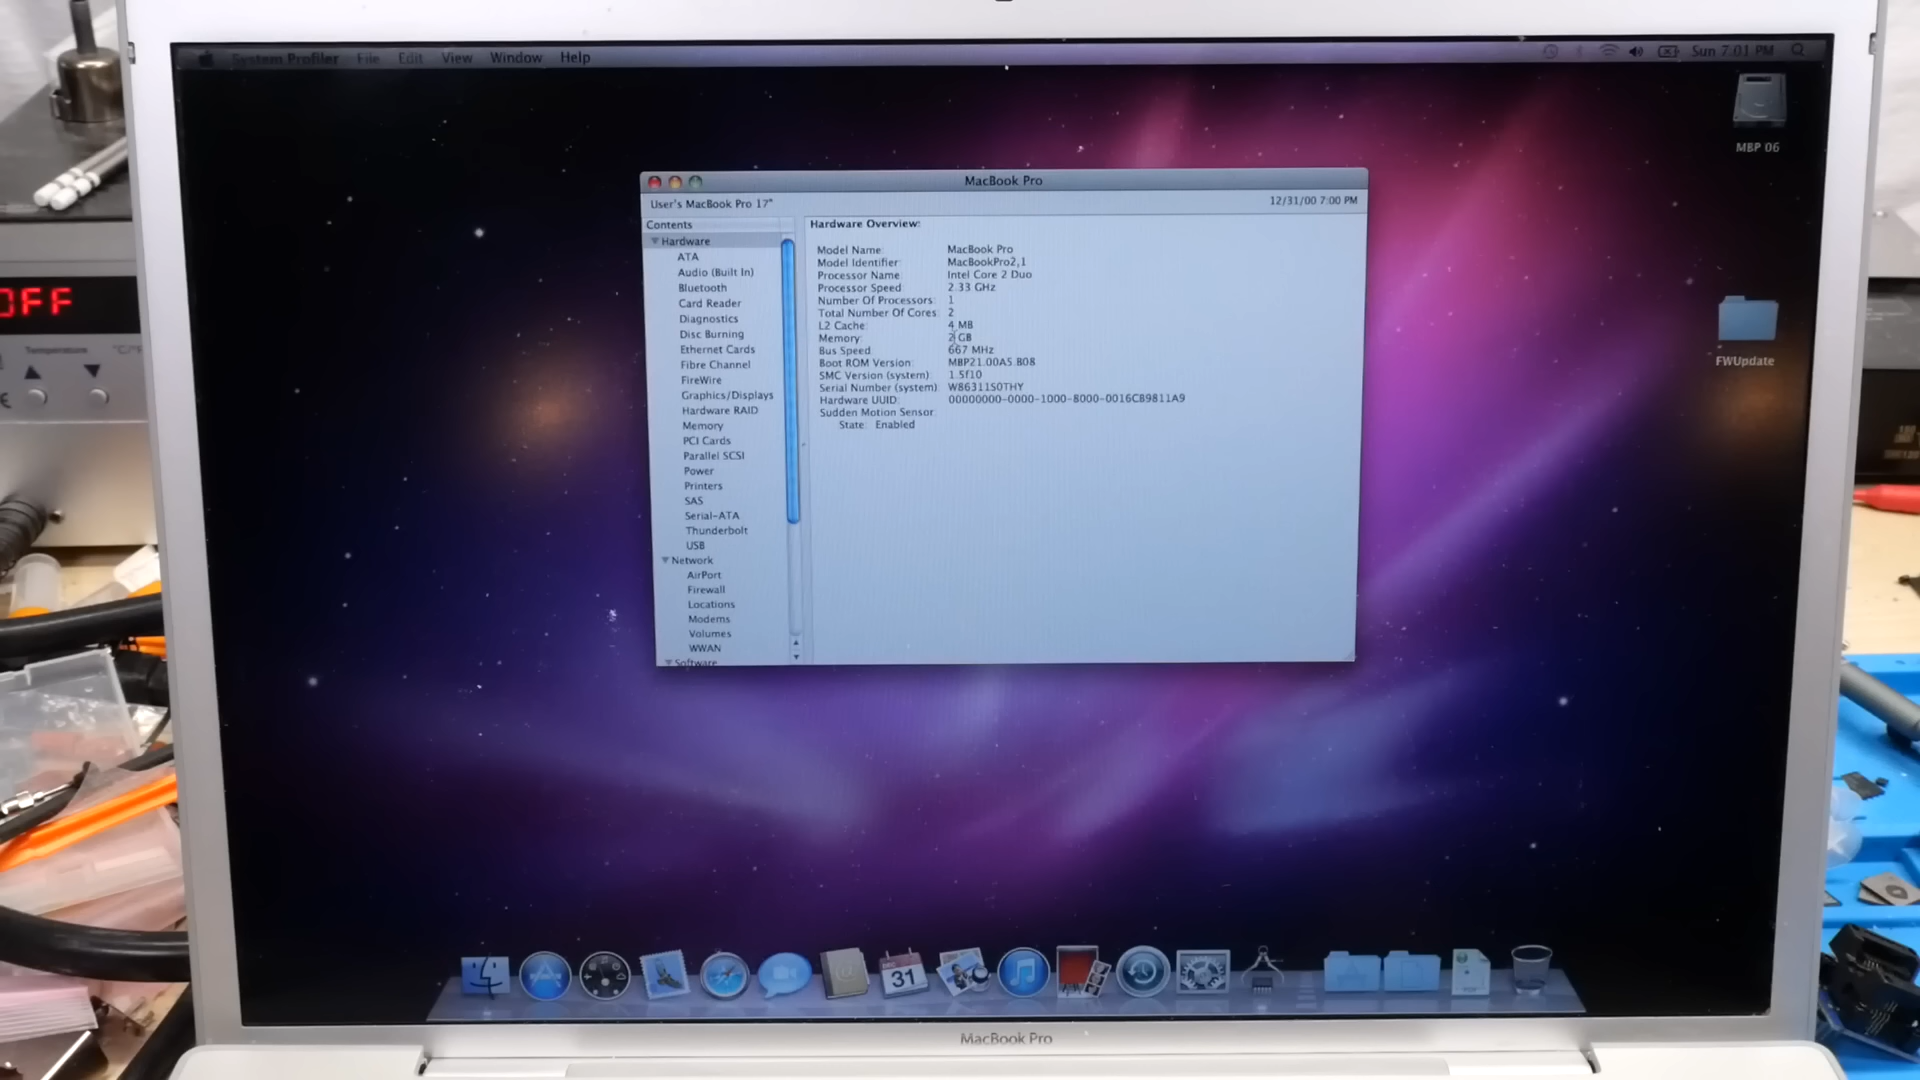 System Profiler File Edit View Window Help
Sun 7:01 PM
MBP 06
FWUpdate
MacBook Pro
User's MacBook Pro 17"
12/31/00 7:00 PM
Contents
Hardware
ATA
Audio (Built In)
Bluetooth
Card Reader
Diagnostics
Disc Burning
Ethernet Cards
Fibre Channel
FireWire
Graphics/Displays
Hardware RAID
Memory
PCI Cards
Parallel SCSI
Power
Printers
SAS
Serial-ATA
Thunderbolt
USB
Network
AirPort
Firewall
Locations
Modems
Volumes
WWAN
Software
Hardware Overview:
Model Name: MacBook Pro
Model Identifier: MacBookPro2,1
Processor Name: Intel Core 2 Duo
Processor Speed: 2.33 GHz
Number Of Processors: 1
Total Number Of Cores: 2
L2 Cache: 4 MB
Memory: 2 GB
Bus Speed: 667 MHz
Boot ROM Version: MBP21.00A5.B08
SMC Version (system): 1.5f10
Serial Number (system): W86311S0THY
Hardware UUID: 00000000-0000-1000-8000-0016CB9811A9
Sudden Motion Sensor:
State: Enabled
31
MacBook Pro
OFF
Temperature °C/°F